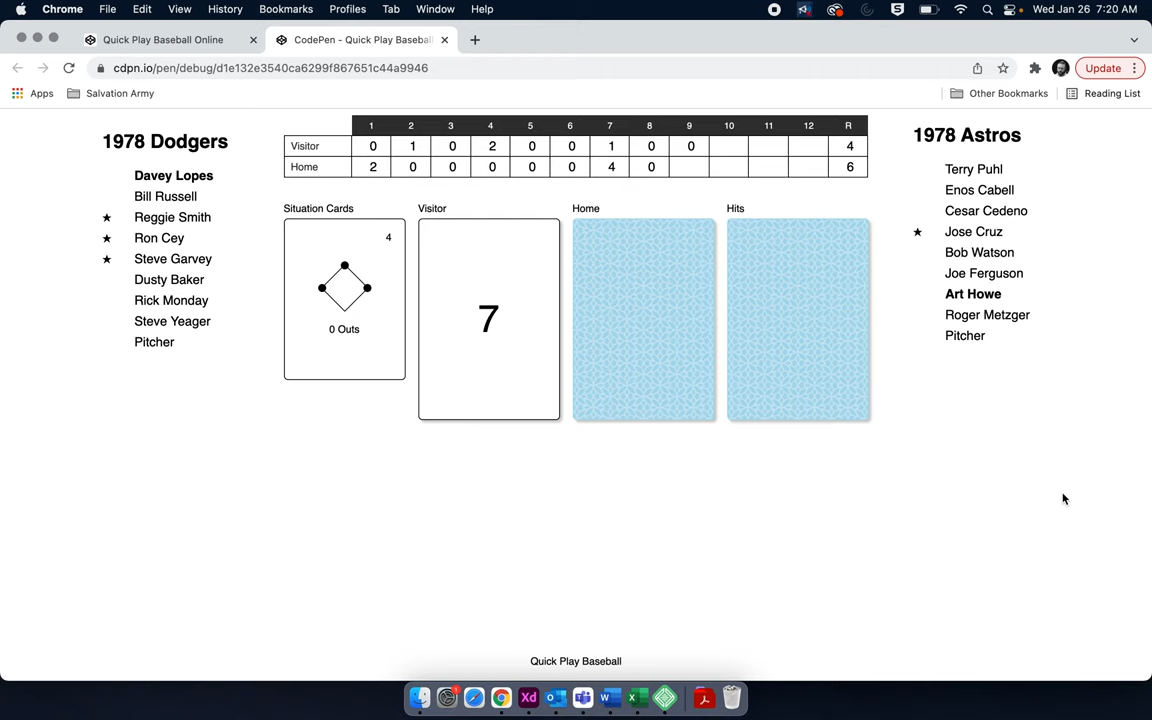 Chrome File Edit View History Bookmarks Profiles Tab Window Help Wed Jan 26 7:20 AM
Quick Play Baseball Online CodePen - Quick Play Baseball
cdpn.io/pen/debug/d1e132e3540ca6299f867651c44a9946 Update
Apps Salvation Army Other Bookmarks Reading List
1978 Dodgers
Davey Lopes
Bill Russell
★ Reggie Smith
★ Ron Cey
★ Steve Garvey
Dusty Baker
Rick Monday
Steve Yeager
Pitcher
1 2 3 4 5 6 7 8 9 10 11 12 R
Visitor 0 1 0 2 0 0 1 0 0 4
Home 2 0 0 0 0 0 4 0 6
Situation Cards Visitor Home Hits
4
0 Outs
7
1978 Astros
Terry Puhl
Enos Cabell
Cesar Cedeno
★ Jose Cruz
Bob Watson
Joe Ferguson
Art Howe
Roger Metzger
Pitcher
Quick Play Baseball
Xd